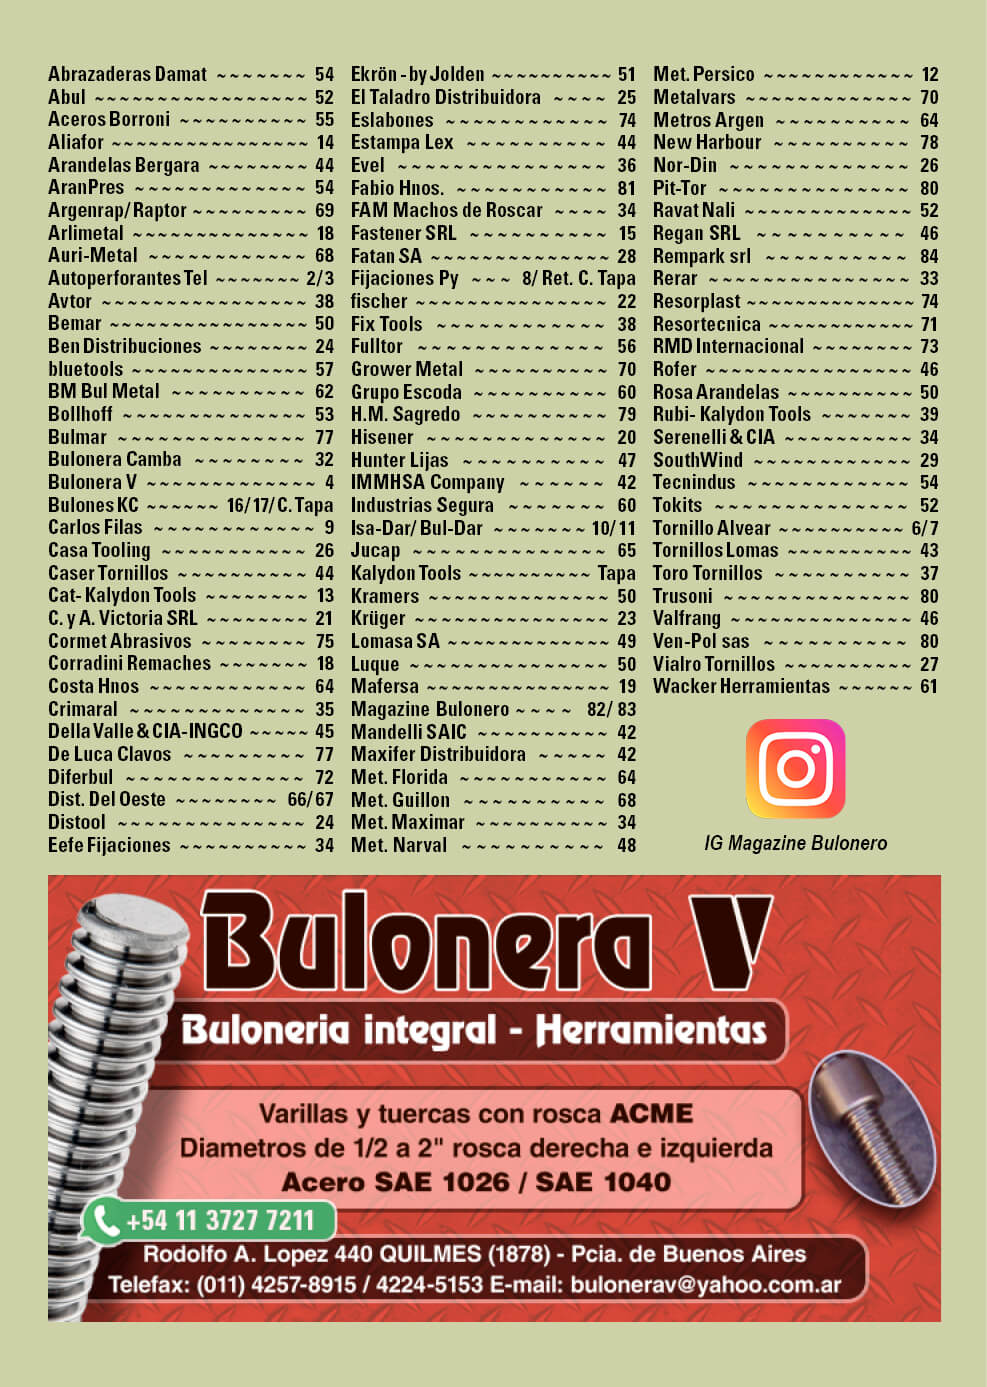 Abrazaderas Damat ~ ~ ~ ~ ~ ~ ~ 54
Abul ~ ~ ~ ~ ~ ~ ~ ~ ~ ~ ~ ~ ~ ~ ~ ~ ~ 52
Aceros Borroni ~ ~ ~ ~ ~ ~ ~ ~ ~ ~ 55
Aliafor ~ ~ ~ ~ ~ ~ ~ ~ ~ ~ ~ ~ ~ ~ ~ ~ 14
Arandelas Bergara ~ ~ ~ ~ ~ ~ ~ ~ 44
AranPres ~ ~ ~ ~ ~ ~ ~ ~ ~ ~ ~ ~ ~ 54
Argenrap/ Raptor ~ ~ ~ ~ ~ ~ ~ ~ ~ 69
Arlimetal ~ ~ ~ ~ ~ ~ ~ ~ ~ ~ ~ ~ ~ ~ 18
Auri-Metal ~ ~ ~ ~ ~ ~ ~ ~ ~ ~ ~ ~ 68
Autoperforantes Tel ~ ~ ~ ~ ~ ~ ~ 2/3
Avtor ~ ~ ~ ~ ~ ~ ~ ~ ~ ~ ~ ~ ~ ~ ~ ~ 38
Bemar ~ ~ ~ ~ ~ ~ ~ ~ ~ ~ ~ ~ ~ ~ ~ ~ 50
Ben Distribuciones ~ ~ ~ ~ ~ ~ ~ ~ 24
bluetools ~ ~ ~ ~ ~ ~ ~ ~ ~ ~ ~ ~ ~ ~ 57
BM Bul Metal ~ ~ ~ ~ ~ ~ ~ ~ ~ ~ 62
Bollhoff ~ ~ ~ ~ ~ ~ ~ ~ ~ ~ ~ ~ ~ ~ 53
Bulmar ~ ~ ~ ~ ~ ~ ~ ~ ~ ~ ~ ~ ~ 77
Bulonera Camba ~ ~ ~ ~ ~ ~ ~ ~ 32
Bulonera V ~ ~ ~ ~ ~ ~ ~ ~ ~ ~ ~ ~ ~ 4
Bulones KC ~ ~ ~ ~ ~ ~ 16/17/ C. Tapa
Carlos Filas ~ ~ ~ ~ ~ ~ ~ ~ ~ ~ ~ ~ 9
Casa Tooling ~ ~ ~ ~ ~ ~ ~ ~ ~ ~ ~ 26
Caser Tornillos ~ ~ ~ ~ ~ ~ ~ ~ ~ ~ 44
Cat- Kalydon Tools ~ ~ ~ ~ ~ ~ ~ ~ 13
C. y A. Victoria SRL ~ ~ ~ ~ ~ ~ ~ ~ 21
Cormet Abrasivos ~ ~ ~ ~ ~ ~ ~ ~ 75
Corradini Remaches ~ ~ ~ ~ ~ ~ ~ 18
Costa Hnos ~ ~ ~ ~ ~ ~ ~ ~ ~ ~ ~ ~ 64
Crimaral ~ ~ ~ ~ ~ ~ ~ ~ ~ ~ ~ ~ ~ 35
Della Valle & CIA-INGCO ~ ~ ~ ~ ~ 45
De Luca Clavos ~ ~ ~ ~ ~ ~ ~ ~ ~ 77
Diferbul ~ ~ ~ ~ ~ ~ ~ ~ ~ ~ ~ ~ ~ 72
Dist. Del Oeste ~ ~ ~ ~ ~ ~ ~ ~ 66/67
Distool ~ ~ ~ ~ ~ ~ ~ ~ ~ ~ ~ ~ ~ ~ 24
Eefe Fijaciones ~ ~ ~ ~ ~ ~ ~ ~ ~ ~ 34
Ekrön - by Jolden ~ ~ ~ ~ ~ ~ ~ ~ ~ ~ 51
El Taladro Distribuidora ~ ~ ~ ~ 25
Eslabones ~ ~ ~ ~ ~ ~ ~ ~ ~ ~ ~ ~ 74
Estampa Lex ~ ~ ~ ~ ~ ~ ~ ~ ~ ~ 44
Evel ~ ~ ~ ~ ~ ~ ~ ~ ~ ~ ~ ~ ~ ~ 36
Fabio Hnos. ~ ~ ~ ~ ~ ~ ~ ~ ~ ~ ~ 81
FAM Machos de Roscar ~ ~ ~ ~ 34
Fastener SRL ~ ~ ~ ~ ~ ~ ~ ~ ~ ~ 15
Fatan SA ~ ~ ~ ~ ~ ~ ~ ~ ~ ~ ~ ~ ~ 28
Fijaciones Py ~ ~ ~ 8/ Ret. C. Tapa
fischer ~ ~ ~ ~ ~ ~ ~ ~ ~ ~ ~ ~ ~ ~ 22
Fix Tools ~ ~ ~ ~ ~ ~ ~ ~ ~ ~ ~ ~ 38
Fulltor ~ ~ ~ ~ ~ ~ ~ ~ ~ ~ ~ ~ ~ 56
Grower Metal ~ ~ ~ ~ ~ ~ ~ ~ ~ ~ 70
Grupo Escoda ~ ~ ~ ~ ~ ~ ~ ~ ~ ~ 60
H.M. Sagredo ~ ~ ~ ~ ~ ~ ~ ~ ~ ~ 79
Hisener ~ ~ ~ ~ ~ ~ ~ ~ ~ ~ ~ ~ ~ 20
Hunter Lijas ~ ~ ~ ~ ~ ~ ~ ~ ~ ~ 47
IMMHSA Company ~ ~ ~ ~ ~ ~ 42
Industrias Segura ~ ~ ~ ~ ~ ~ ~ 60
Isa-Dar/ Bul-Dar ~ ~ ~ ~ ~ ~ ~ 10/11
Jucap ~ ~ ~ ~ ~ ~ ~ ~ ~ ~ ~ ~ ~ 65
Kalydon Tools ~ ~ ~ ~ ~ ~ ~ ~ ~ ~ Tapa
Kramers ~ ~ ~ ~ ~ ~ ~ ~ ~ ~ ~ ~ ~ 50
Krüger ~ ~ ~ ~ ~ ~ ~ ~ ~ ~ ~ ~ ~ ~ 23
Lomasa SA ~ ~ ~ ~ ~ ~ ~ ~ ~ ~ ~ ~ 49
Luque ~ ~ ~ ~ ~ ~ ~ ~ ~ ~ ~ ~ ~ ~ ~ 50
Mafersa ~ ~ ~ ~ ~ ~ ~ ~ ~ ~ ~ ~ ~ ~ 19
Magazine Bulonero ~ ~ ~ ~ 82/ 83
Mandelli SAIC ~ ~ ~ ~ ~ ~ ~ ~ ~ ~ 42
Maxifer Distribuidora ~ ~ ~ ~ ~ 42
Met. Florida ~ ~ ~ ~ ~ ~ ~ ~ ~ ~ ~ 64
Met. Guillon ~ ~ ~ ~ ~ ~ ~ ~ ~ ~ 68
Met. Maximar ~ ~ ~ ~ ~ ~ ~ ~ ~ ~ 34
Met. Narval ~ ~ ~ ~ ~ ~ ~ ~ ~ ~ 48
Met. Persico ~ ~ ~ ~ ~ ~ ~ ~ ~ ~ ~ ~ 12
Metalvars ~ ~ ~ ~ ~ ~ ~ ~ ~ ~ ~ ~ ~ 70
Metros Argen ~ ~ ~ ~ ~ ~ ~ ~ ~ ~ 64
New Harbour ~ ~ ~ ~ ~ ~ ~ ~ ~ ~ 78
Nor-Din ~ ~ ~ ~ ~ ~ ~ ~ ~ ~ ~ ~ ~ 26
Pit-Tor ~ ~ ~ ~ ~ ~ ~ ~ ~ ~ ~ ~ ~ ~ 80
Ravat Nali ~ ~ ~ ~ ~ ~ ~ ~ ~ ~ ~ ~ ~ 52
Regan SRL ~ ~ ~ ~ ~ ~ ~ ~ ~ ~ 46
Rempark srl ~ ~ ~ ~ ~ ~ ~ ~ ~ ~ 84
Rerar ~ ~ ~ ~ ~ ~ ~ ~ ~ ~ ~ ~ ~ ~ 33
Resorplast ~ ~ ~ ~ ~ ~ ~ ~ ~ ~ ~ ~ ~ 74
Resortecnica ~ ~ ~ ~ ~ ~ ~ ~ ~ ~ ~ ~ 71
RMD Internacional ~ ~ ~ ~ ~ ~ ~ ~ 73
Rofer ~ ~ ~ ~ ~ ~ ~ ~ ~ ~ ~ ~ ~ ~ ~ ~ 46
Rosa Arandelas ~ ~ ~ ~ ~ ~ ~ ~ ~ ~ 50
Rubi- Kalydon Tools ~ ~ ~ ~ ~ ~ ~ 39
Serenelli & CIA ~ ~ ~ ~ ~ ~ ~ ~ ~ ~ 34
SouthWind ~ ~ ~ ~ ~ ~ ~ ~ ~ ~ ~ ~ 29
Tecnindus ~ ~ ~ ~ ~ ~ ~ ~ ~ ~ ~ ~ 54
Tokits ~ ~ ~ ~ ~ ~ ~ ~ ~ ~ ~ ~ ~ 52
Tornillo Alvear ~ ~ ~ ~ ~ ~ ~ ~ ~ ~ 6/7
Tornillos Lomas ~ ~ ~ ~ ~ ~ ~ ~ ~ ~ 43
Toro Tornillos ~ ~ ~ ~ ~ ~ ~ ~ ~ ~ 37
Trusoni ~ ~ ~ ~ ~ ~ ~ ~ ~ ~ ~ ~ ~ 80
Valfrang ~ ~ ~ ~ ~ ~ ~ ~ ~ ~ ~ ~ ~ ~ 46
Ven-Pol sas ~ ~ ~ ~ ~ ~ ~ ~ ~ ~ 80
Vialro Tornillos ~ ~ ~ ~ ~ ~ ~ ~ ~ ~ 27
Wacker Herramientas ~ ~ ~ ~ ~ ~ 61
IG Magazine Bulonero
Bulonera V
Buloneria integral - Herramientas
Varillas y tuercas con rosca ACME
Diametros de 1/2 a 2" rosca derecha e izquierda
Acero SAE 1026 / SAE 1040
+54 11 3727 7211
Rodolfo A. Lopez 440 QUILMES (1878) - Pcia. de Buenos Aires
Telefax: (011) 4257-8915 / 4224-5153 E-mail: bulonerav@yahoo.com.ar